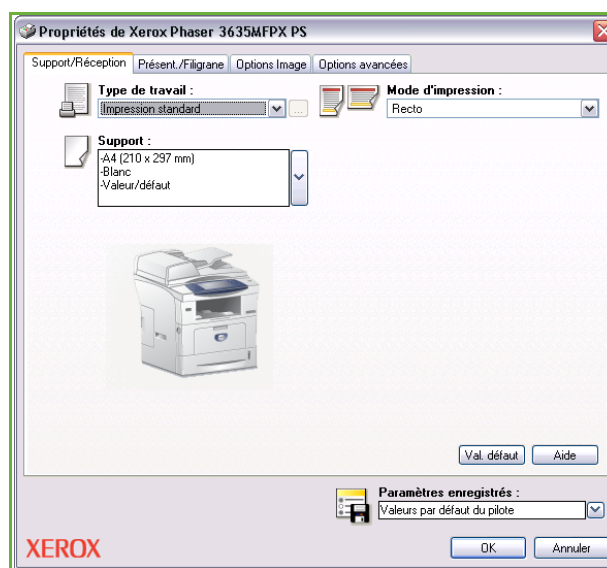 Propriétés de Xerox Phaser 3635MFPX PS
Support/Réception Présent./Filigrane Options Image Options avancées
Type de travail :
Impression standard
...
Mode d'impression :
Recto
Support :
-A4 (210 x 297 mm)
-Blanc
-Valeur/défaut
Val. défaut Aide
Paramètres enregistrés :
Valeurs par défaut du pilote
XEROX
OK Annuler